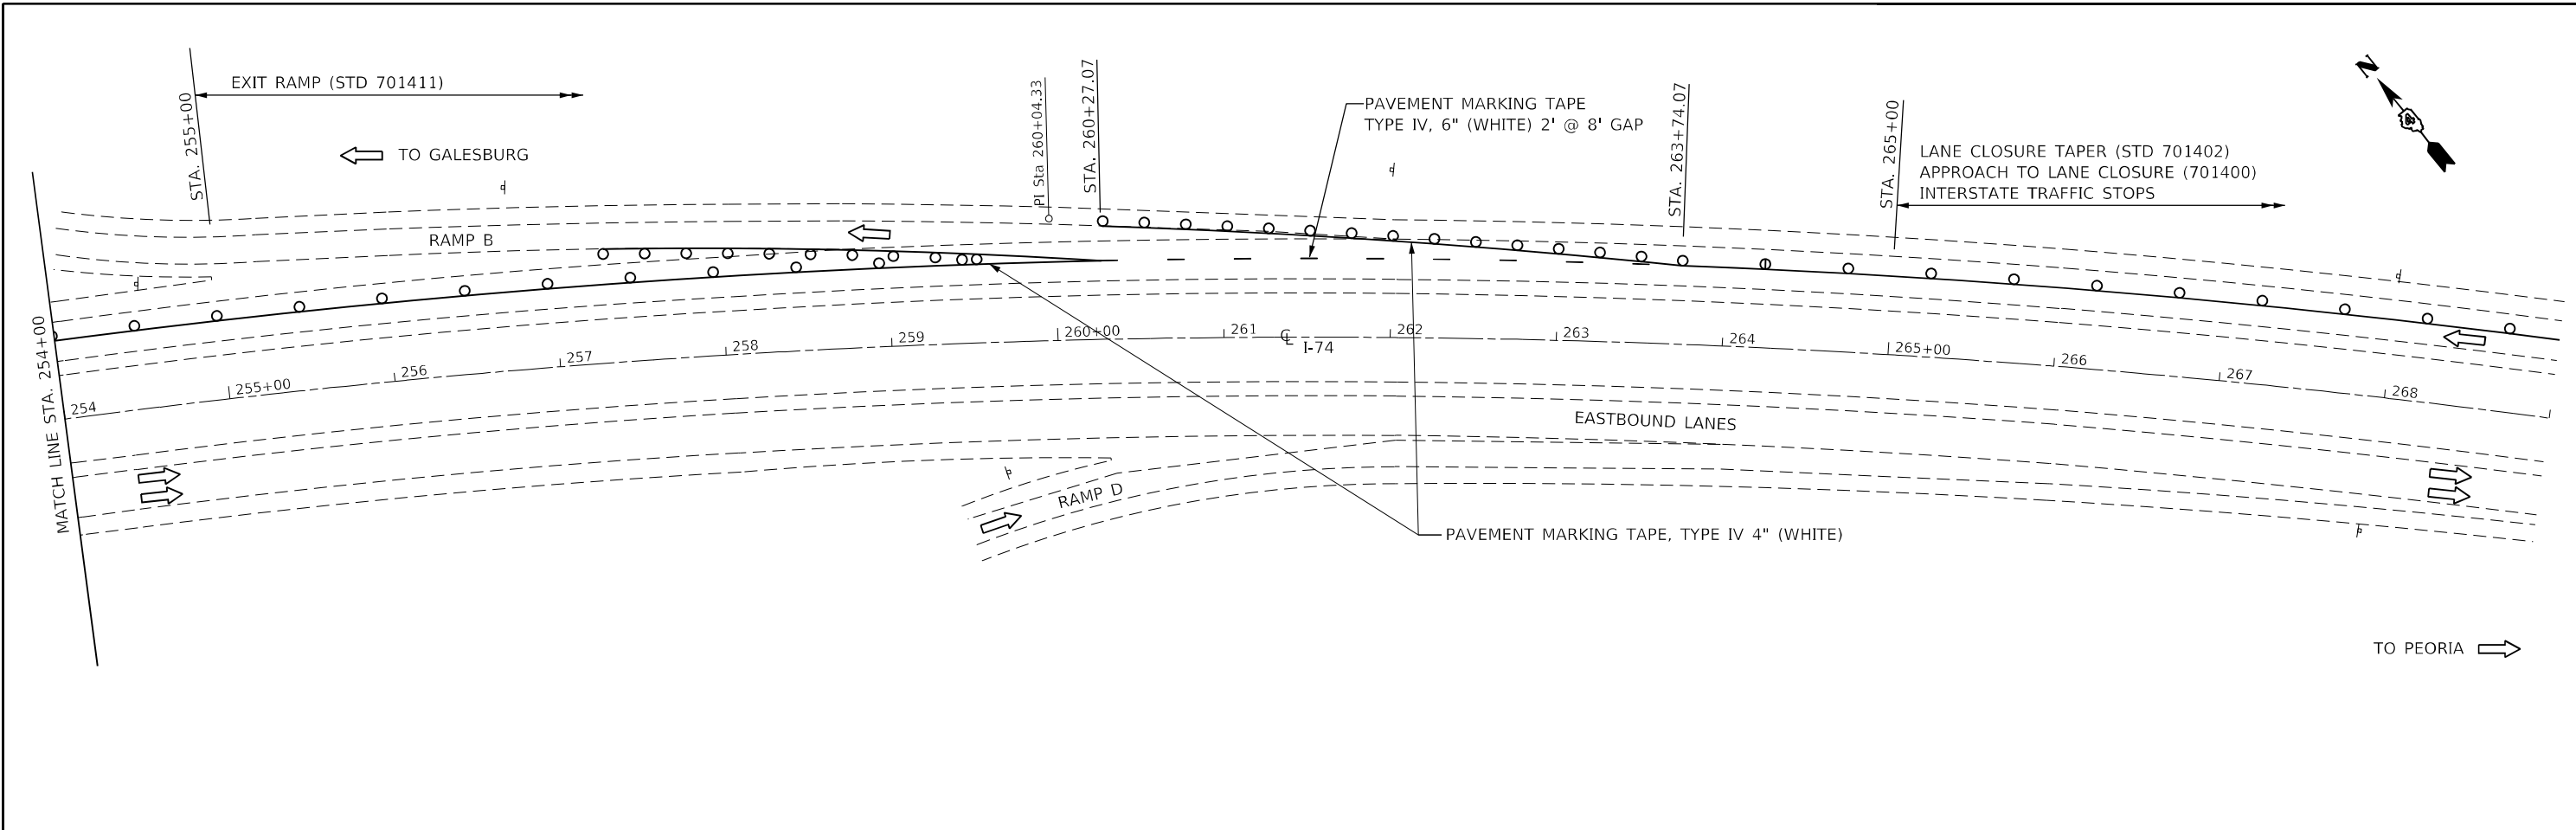 EXIT RAMP (STD 701411)
STA. 255+00
TO GALESBURG
PI Sta 260+04.33
STA. 260+27.07
PAVEMENT MARKING TAPE
TYPE IV, 6" (WHITE) 2' @ 8' GAP
STA. 263+74.07
STA. 265+00
LANE CLOSURE TAPER (STD 701402)
APPROACH TO LANE CLOSURE (701400)
INTERSTATE TRAFFIC STOPS
N
RAMP B
MATCH LINE STA. 254+00
254
255+00
256
257
258
259
260+00
261
℄
I-74
262
263
264
265+00
266
267
268
EASTBOUND LANES
RAMP D
PAVEMENT MARKING TAPE, TYPE IV 4" (WHITE)
TO PEORIA